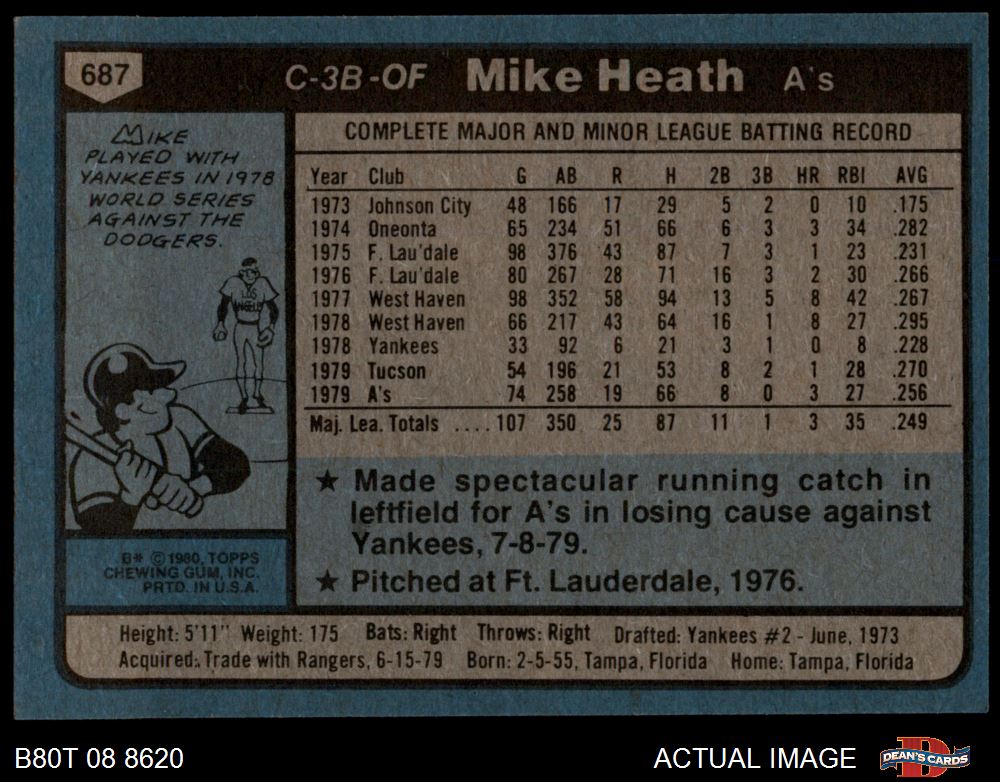 687 C-3B-OF Mike Heath A's
MIKE
PLAYED WITH
YANKEES IN 1978
WORLD SERIES
AGAINST THE
DODGERS.
LOS
ANGELES
B* © 1980, TOPPS
CHEWING GUM, INC.
PRTD. IN U.S.A.
COMPLETE MAJOR AND MINOR LEAGUE BATTING RECORD
Year Club G AB R H 2B 3B HR RBI AVG
1973 Johnson City 48 166 17 29 5 2 0 10 .175
1974 Oneonta 65 234 51 66 6 3 3 34 .282
1975 F. Lau'dale 98 376 43 87 7 3 1 23 .231
1976 F. Lau'dale 80 267 28 71 16 3 2 30 .266
1977 West Haven 98 352 58 94 13 5 8 42 .267
1978 West Haven 66 217 43 64 16 1 8 27 .295
1978 Yankees 33 92 6 21 3 1 0 8 .228
1979 Tucson 54 196 21 53 8 2 1 28 .270
1979 A's 74 258 19 66 8 0 3 27 .256
Maj. Lea. Totals ....107 350 25 87 11 1 3 35 .249
★ Made spectacular running catch in
leftfield for A's in losing cause against
Yankees, 7-8-79.
★ Pitched at Ft. Lauderdale, 1976.
Height: 5'11" Weight: 175 Bats: Right Throws: Right Drafted: Yankees #2 - June, 1973
Acquired: Trade with Rangers, 6-15-79 Born: 2-5-55, Tampa, Florida Home: Tampa, Florida
B80T 08 8620 ACTUAL IMAGE DEAN'S CARDS